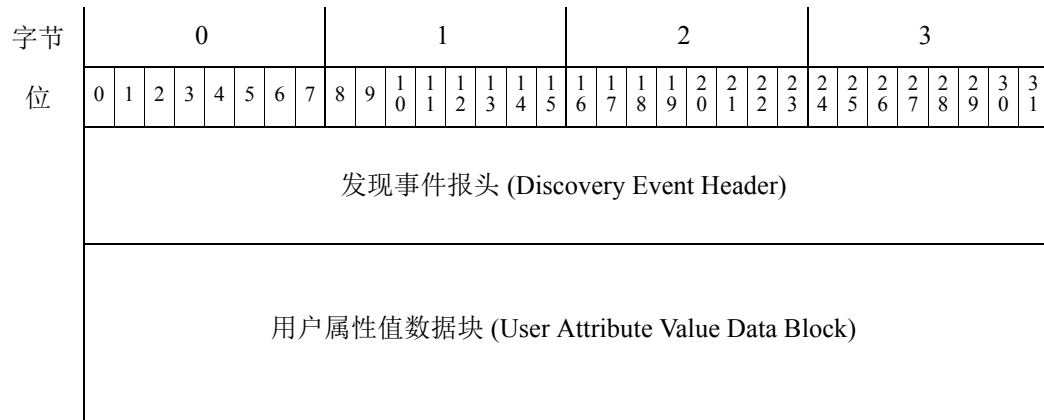 字节 0 1 2 3
位 0 1 2 3 4 5 6 7 8 9 10 11 12 13 14 15 16 17 18 19 20 21 22 23 24 25 26 27 28 29 30 31
发现事件报头 (Discovery Event Header)
用户属性值数据块 (User Attribute Value Data Block)